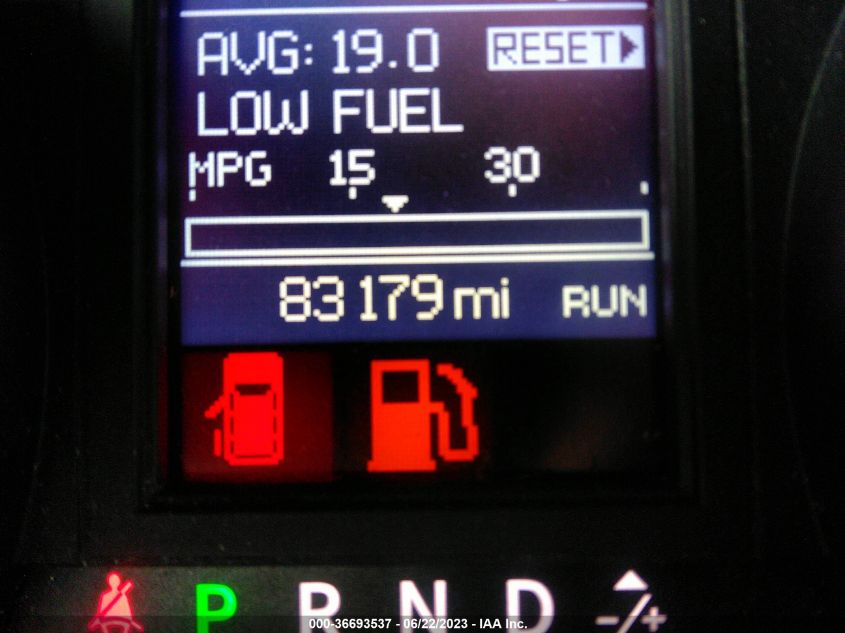 AVG: 19.0 RESET
LOW FUEL
MPG 15 30
83179 mi RUN
P R N D -/+
000-36693537 - 06/22/2023 - IAA Inc.